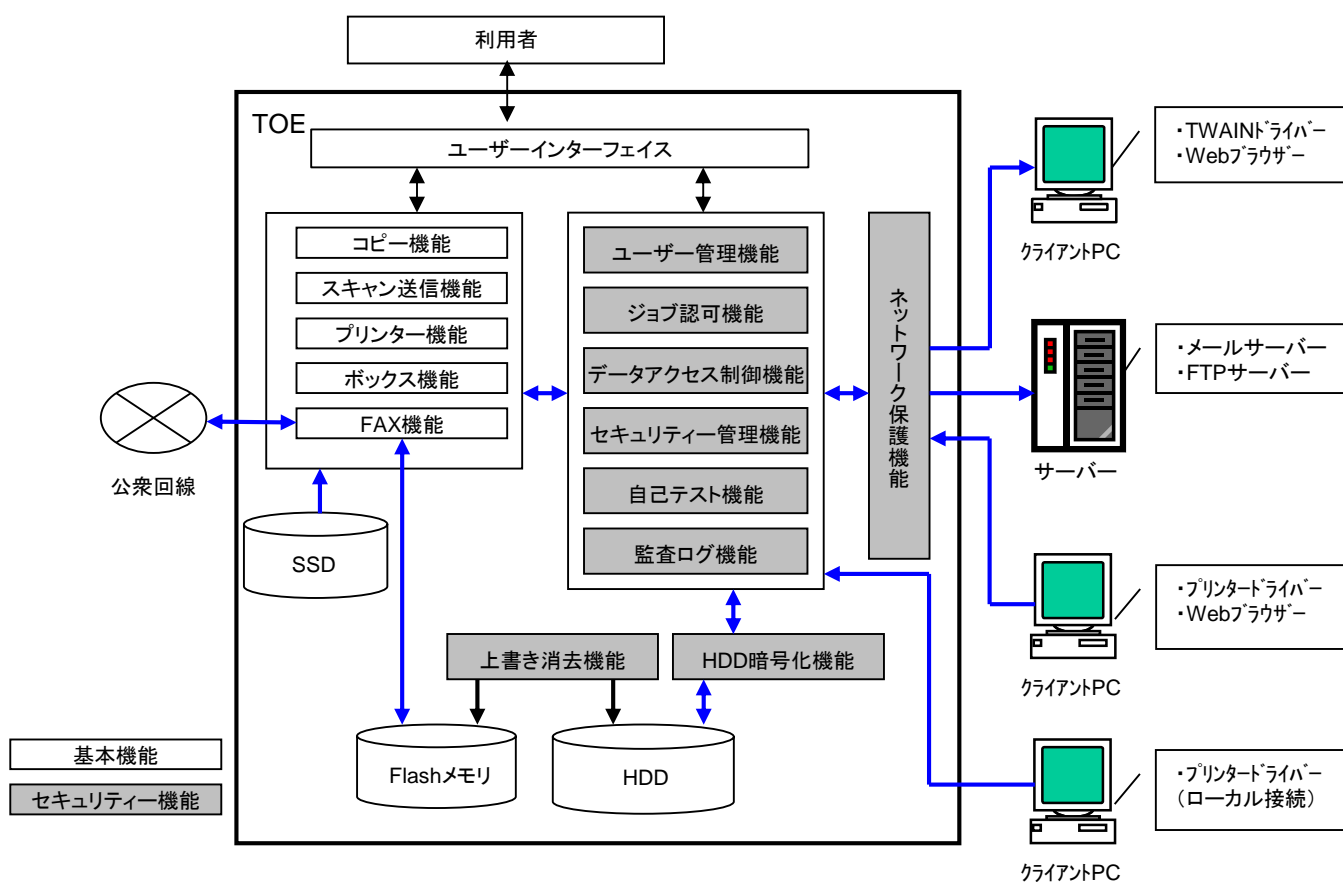 利用者
TOE
ユーザーインターフェイス
コピー機能
スキャン送信機能
プリンター機能
ボックス機能
FAX機能
ユーザー管理機能
ジョブ認可機能
データアクセス制御機能
セキュリティー管理機能
自己テスト機能
監査ログ機能
ネットワーク保護機能
公衆回線
SSD
上書き消去機能
HDD暗号化機能
Flashメモリ
HDD
基本機能
セキュリティー機能
・TWAINﾄﾞﾗｲﾊﾞｰ
・Webﾌﾞﾗｳｻﾞｰ
ｸﾗｲｱﾝﾄPC
・メールサーバー
・FTPサーバー
サーバー
・ﾌﾟﾘﾝﾀｰﾄﾞﾗｲﾊﾞｰ
・Webﾌﾞﾗｳｻﾞｰ
ｸﾗｲｱﾝﾄPC
・ﾌﾟﾘﾝﾀｰﾄﾞﾗｲﾊﾞｰ
（ローカル接続）
ｸﾗｲｱﾝﾄPC